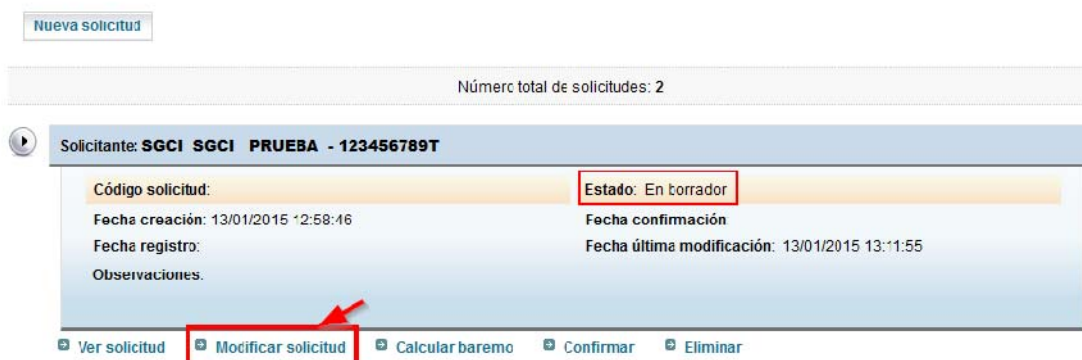 Nueva solicitud
Número total de solicitudes: 2
Solicitante: SGCI SGCI PRUEBA - 123456789T
Código solicitud:
Estado: En borrador
Fecha creación: 13/01/2015 12:58:46
Fecha confirmación
Fecha registro:
Fecha última modificación: 13/01/2015 13:11:55
Observaciones:
Ver solicitud Modificar solicitud Calcular baremo Confirmar Eliminar